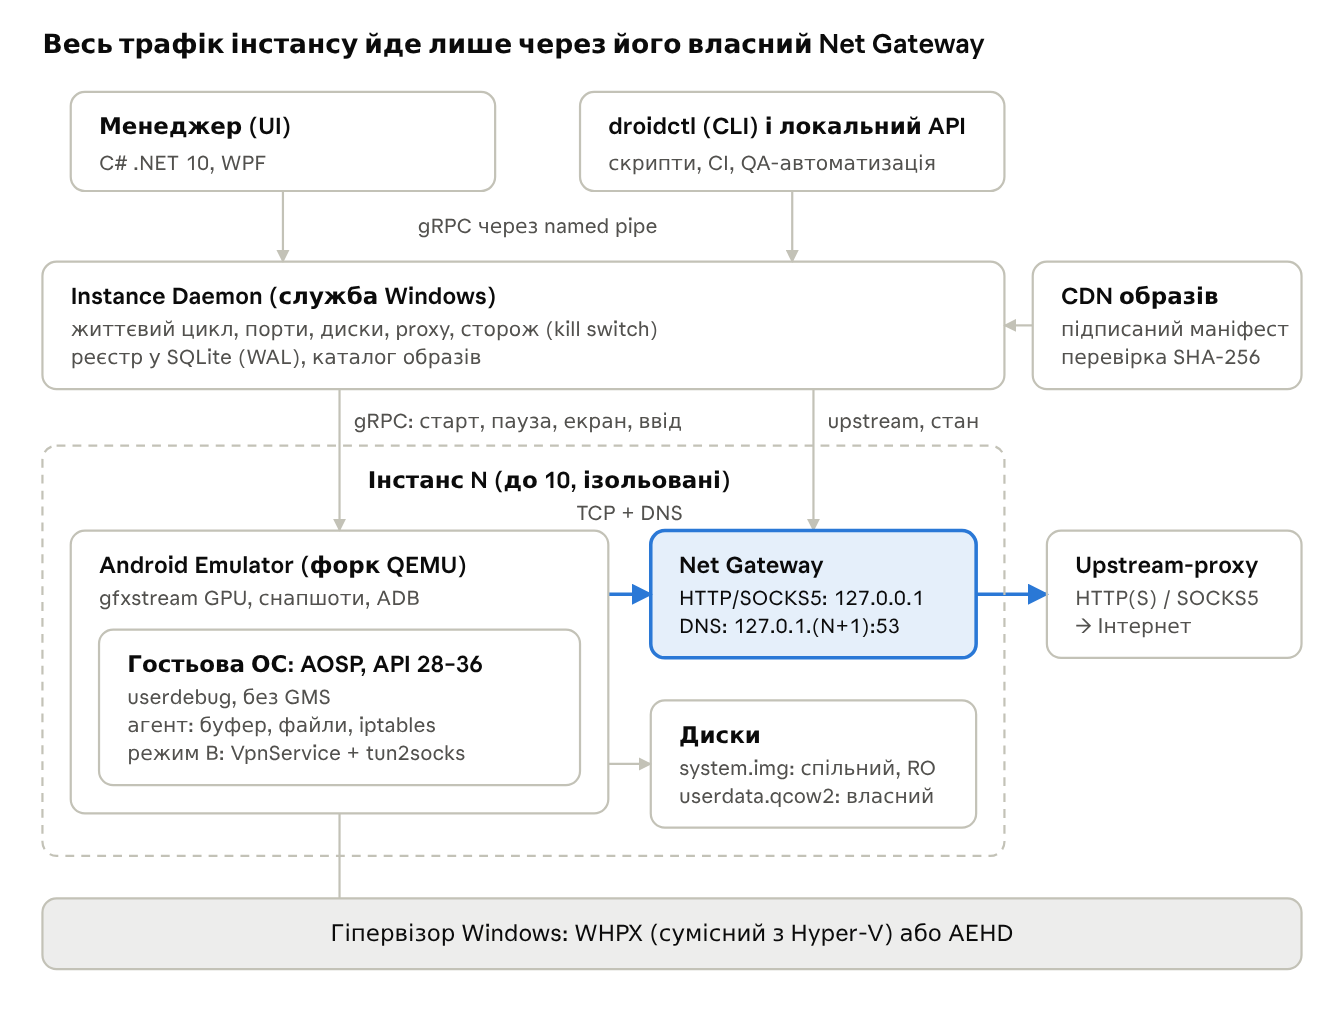 Весь трафік інстансу йде лише через його власний Net Gateway
Менеджер (UI)
C# .NET 10, WPF
droidctl (CLI) і локальний API
скрипти, CI, QA-автоматизація
gRPC через named pipe
Instance Daemon (служба Windows)
життєвий цикл, порти, диски, proxy, сторож (kill switch)
реєстр у SQLite (WAL), каталог образів
CDN образів
підписаний маніфест
перевірка SHA-256
gRPC: старт, пауза, екран, ввід
upstream, стан
Інстанс N (до 10, ізольовані)
TCP + DNS
Android Emulator (форк QEMU)
gfxstream GPU, снапшоти, ADB
Гостьова ОС: AOSP, API 28–36
userdebug, без GMS
агент: буфер, файли, iptables
режим B: VpnService + tun2socks
Net Gateway
HTTP/SOCKS5: 127.0.0.1
DNS: 127.0.1.(N+1):53
Upstream-proxy
HTTP(S) / SOCKS5
→ Інтернет
Диски
system.img: спільний, RO
userdata.qcow2: власний
Гіпервізор Windows: WHPX (сумісний з Hyper-V) або AEHD